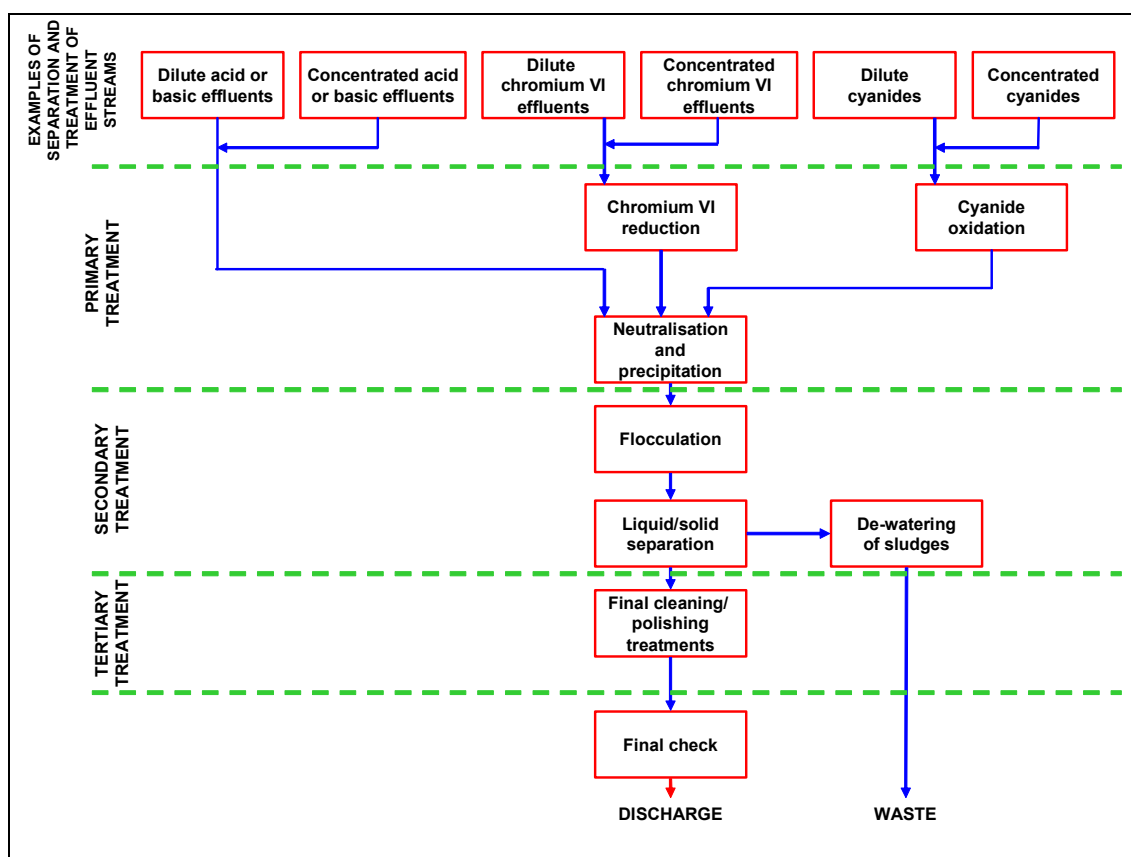 EXAMPLES OF
SEPARATION AND
TREATMENT OF
EFFLUENT
STREAMS
Dilute acid or
basic effluents
Concentrated acid
or basic effluents
Dilute
chromium VI
effluents
Concentrated
chromium VI
effluents
Dilute
cyanides
Concentrated
cyanides
PRIMARY
TREATMENT
Chromium VI
reduction
Cyanide
oxidation
Neutralisation
and
precipitation
SECONDARY
TREATMENT
Flocculation
Liquid/solid
separation
De-watering
of sludges
TERTIARY
TREATMENT
Final cleaning/
polishing
treatments
Final check
DISCHARGE
WASTE